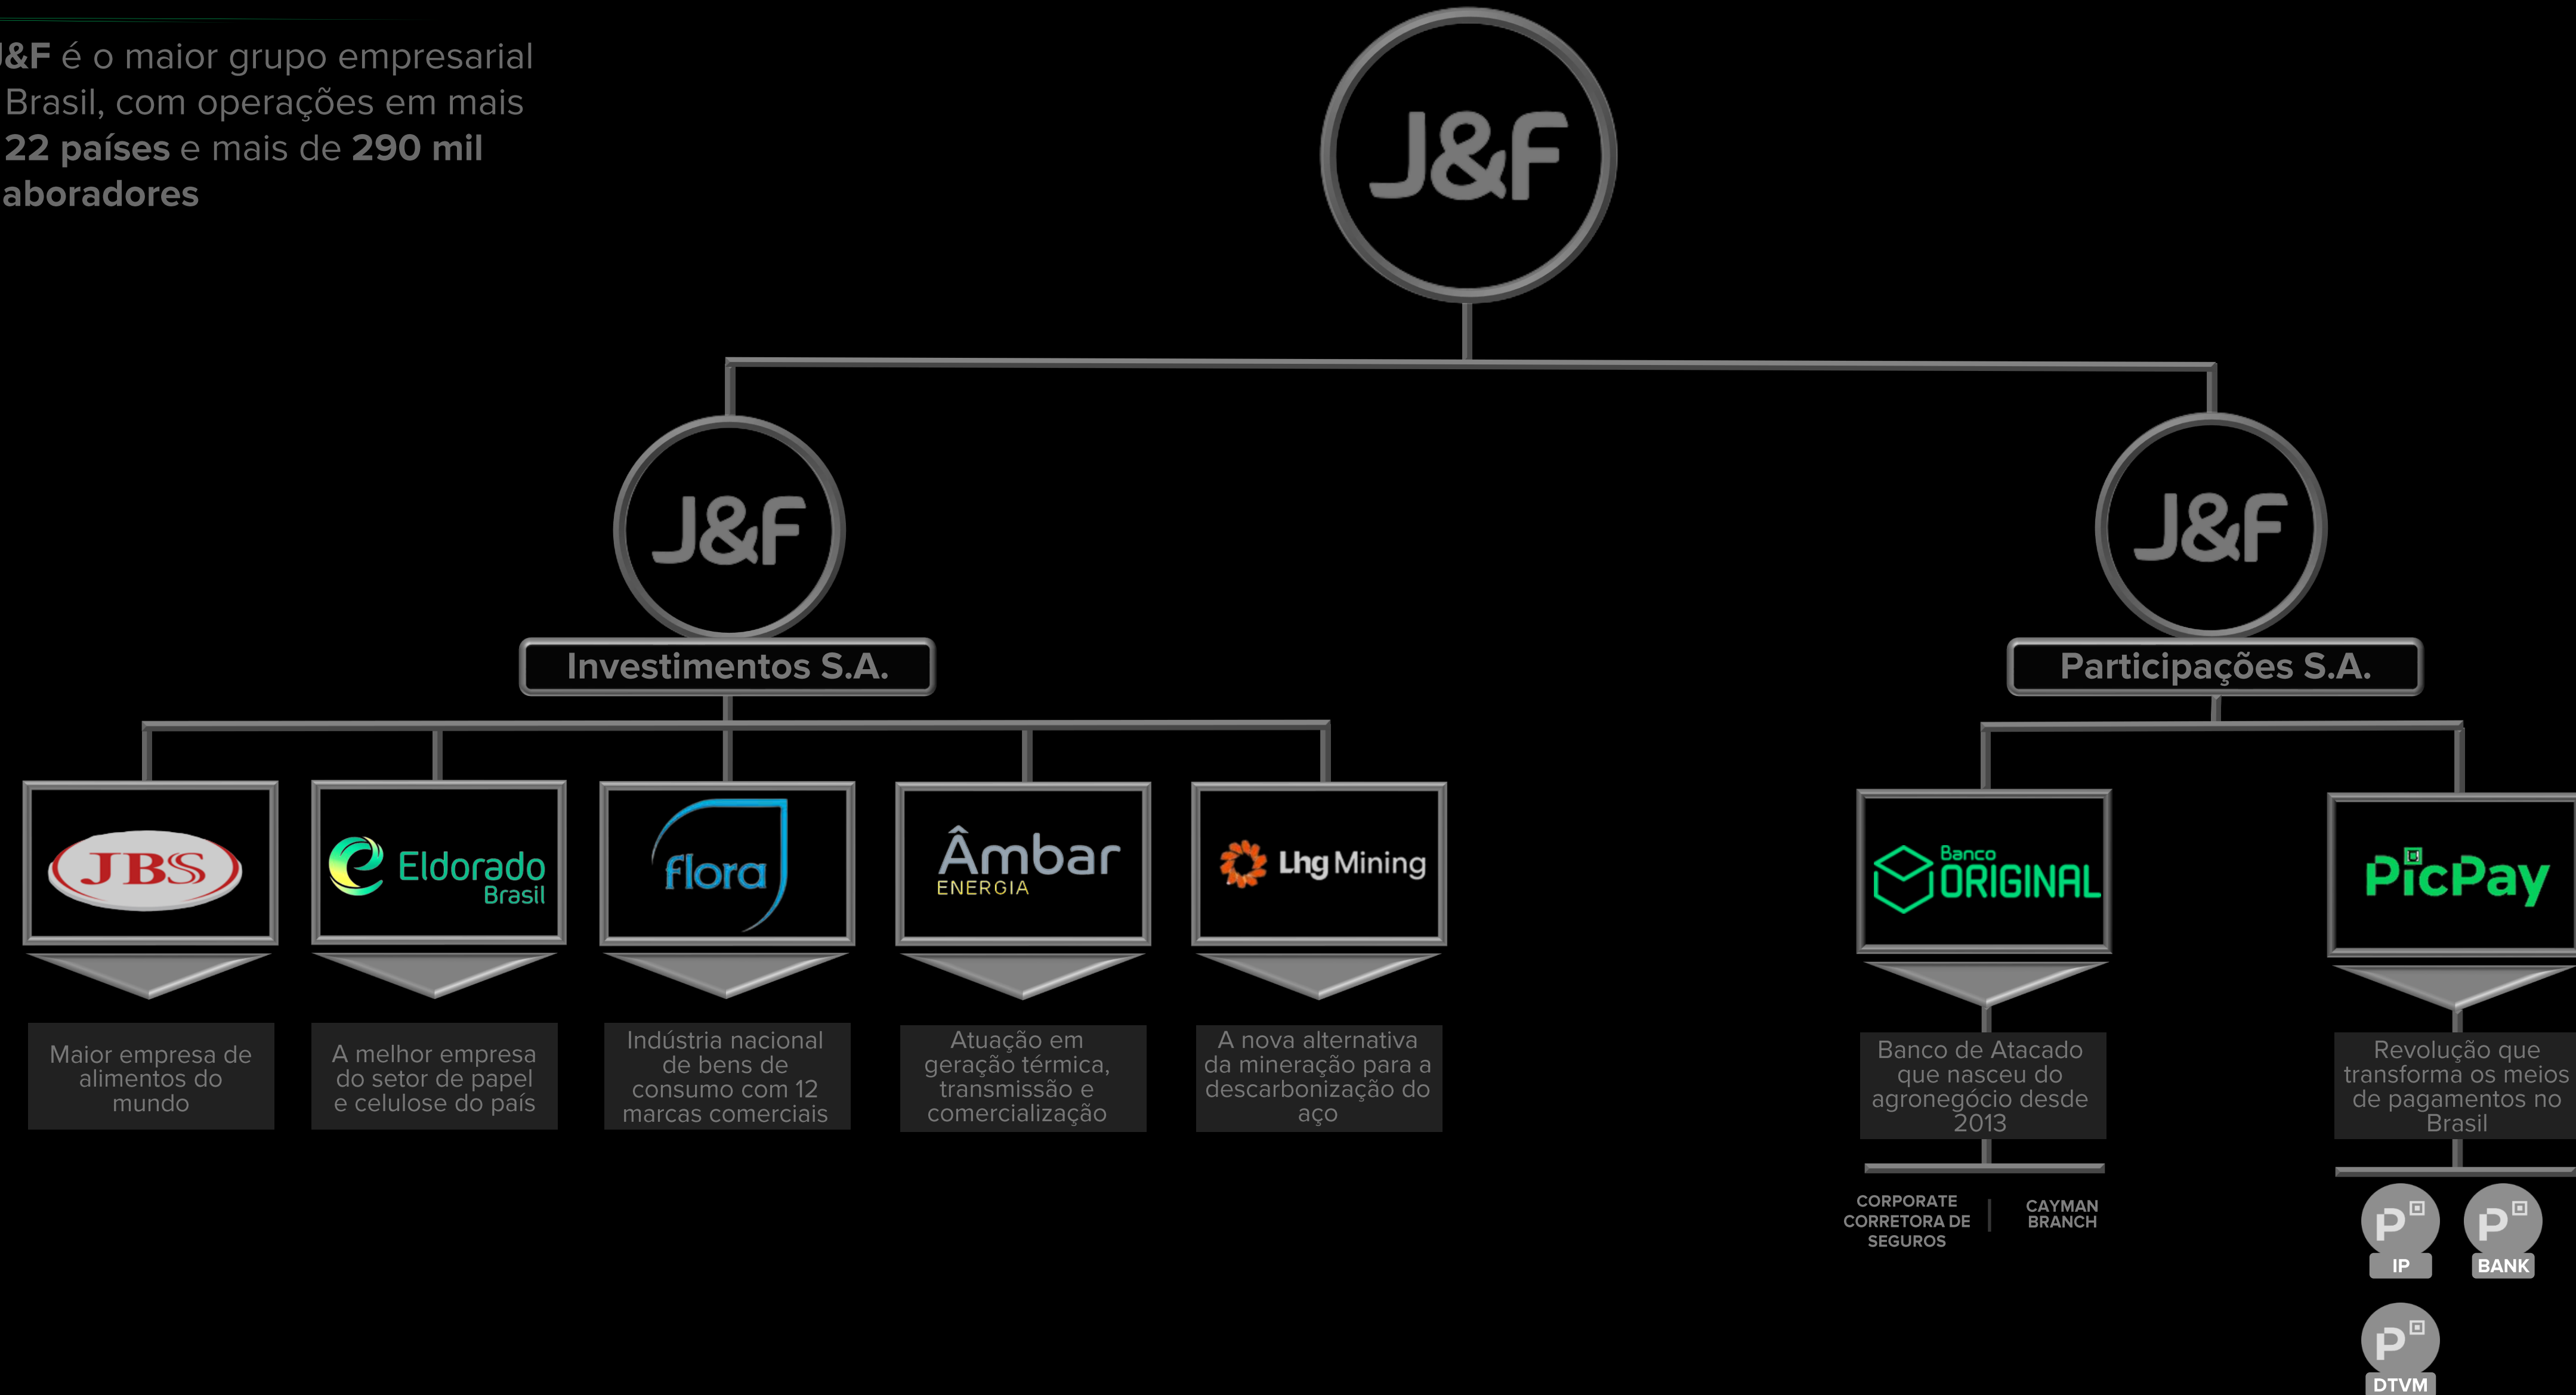 J&F é o maior grupo empresarial
Brasil, com operações em mais
22 países e mais de 290 mil
aboradores
J&F
J&F
J&F
Investimentos S.A.
Participações S.A.
JBS
Eldorado
Brasil
flora
Âmbar
ENERGIA
Lhg Mining
Banco
ORIGINAL
PicPay
Maior empresa de
alimentos do
mundo
A melhor empresa
do setor de papel
e celulose do país
Indústria nacional
de bens de
consumo com 12
marcas comerciais
Atuação em
geração térmica,
transmissão e
comercialização
A nova alternativa
da mineração para a
descarbonização do
aço
Banco de Atacado
que nasceu do
agronegócio desde
2013
Revolução que
transforma os meios
de pagamentos no
Brasil
CORPORATE
CORRETORA DE
SEGUROS
CAYMAN
BRANCH
P
IP
P
BANK
P
DTVM